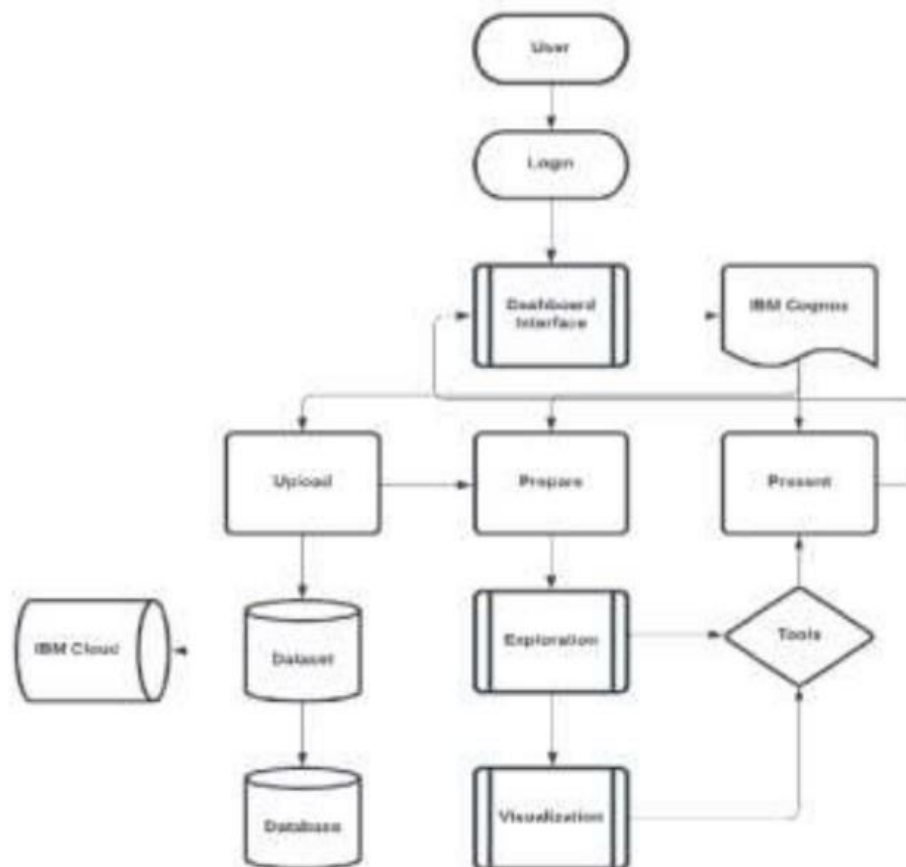 User
Login
Dashboard
Interface
IBM Cognos
Upload
Prepare
Present
IBM Cloud
Dataset
Exploration
Tools
Database
Visualization